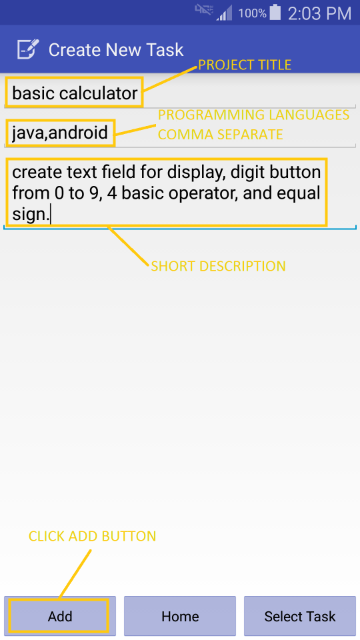 100% 2:03 PM
Create New Task
PROJECT TITLE
basic calculator
PROGRAMMING LANGUAGES
java,android
COMMA SEPARATE
create text field for display, digit button
from 0 to 9, 4 basic operator, and equal
sign.
SHORT DESCRIPTION
CLICK ADD BUTTON
Add Home Select Task